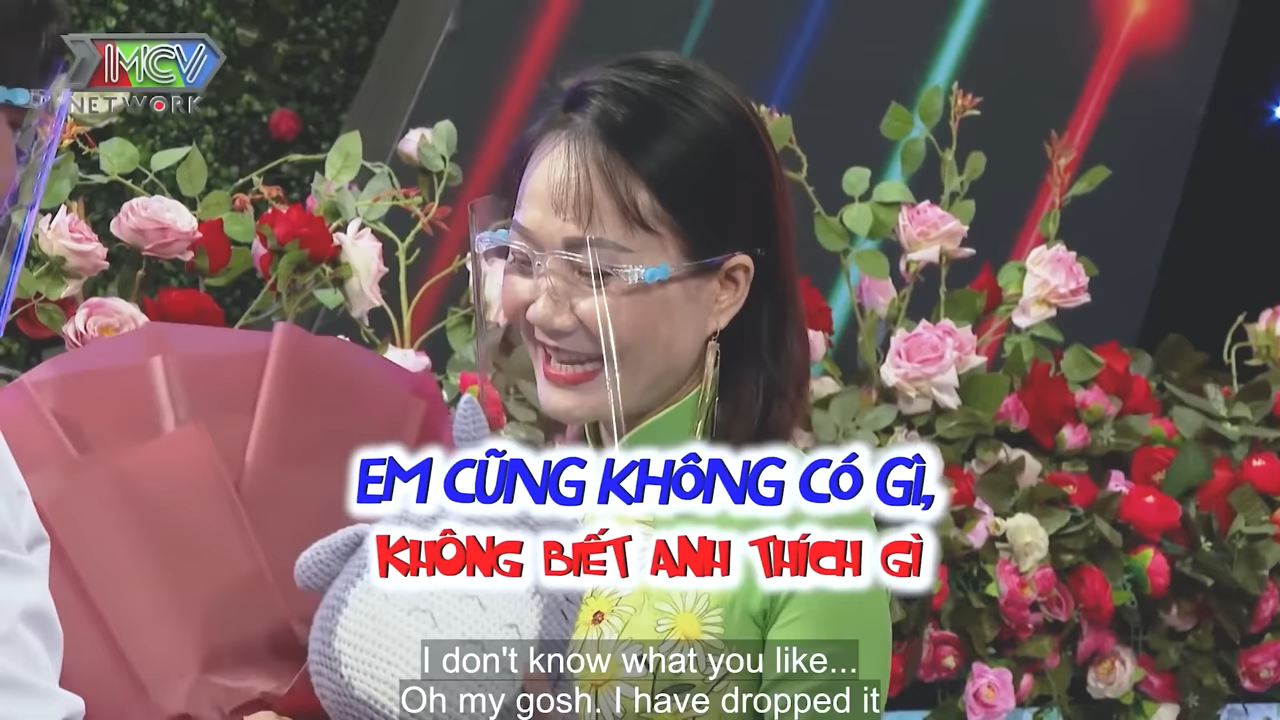 MCV
NETWORK
EM CŨNG KHÔNG CÓ GÌ,
KHÔNG BIẾT ANH THÍCH GÌ
I don't know what you like...
Oh my gosh. I have dropped it